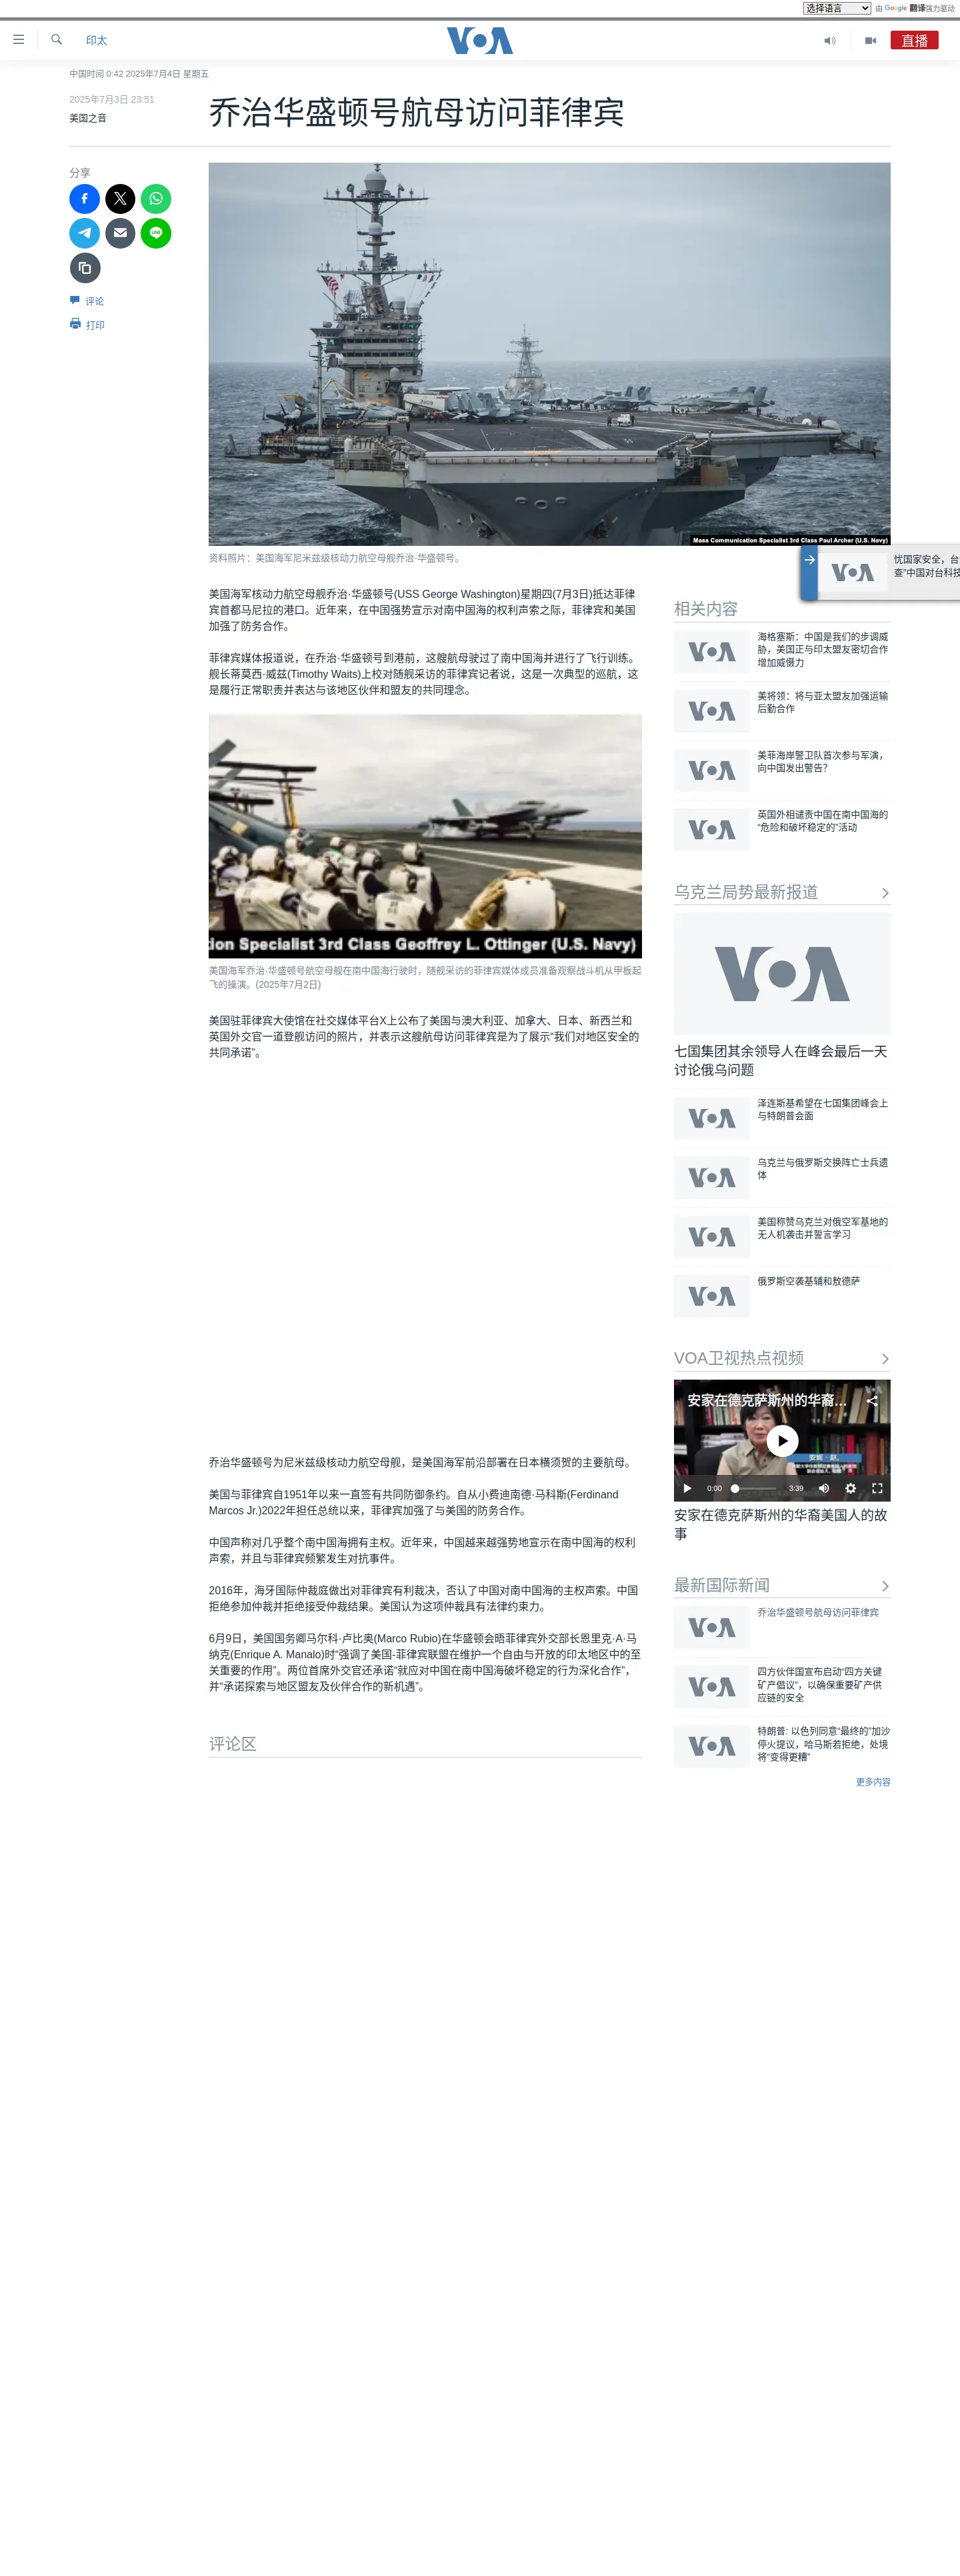 选择语言
由 Google 翻译强力驱动
印太
VOA
直播
中国时间 0:42 2025年7月4日 星期五
2025年7月3日 23:51
美国之音
乔治华盛顿号航母访问菲律宾
分享
评论
打印
Mass Communication Specialist 3rd Class Paul Archer (U.S. Navy)
资料照片：美国海军尼米兹级核动力航空母舰乔治·华盛顿号。
美国海军核动力航空母舰乔治·华盛顿号(USS George Washington)星期四(7月3日)抵达菲律
宾首都马尼拉的港口。近年来，在中国强势宣示对南中国海的权利声索之际，菲律宾和美国
加强了防务合作。
菲律宾媒体报道说，在乔治·华盛顿号到港前，这艘航母驶过了南中国海并进行了飞行训练。
舰长蒂莫西·威兹(Timothy Waits)上校对随舰采访的菲律宾记者说，这是一次典型的巡航，这
是履行正常职责并表达与该地区伙伴和盟友的共同理念。
ion Specialist 3rd Class Geoffrey L. Ottinger (U.S. Navy)
美国海军乔治·华盛顿号航空母舰在南中国海行驶时，随舰采访的菲律宾媒体成员准备观察战斗机从甲板起
飞的操演。(2025年7月2日)
美国驻菲律宾大使馆在社交媒体平台X上公布了美国与澳大利亚、加拿大、日本、新西兰和
英国外交官一道登舰访问的照片，并表示这艘航母访问菲律宾是为了展示“我们对地区安全的
共同承诺”。
乔治华盛顿号为尼米兹级核动力航空母舰，是美国海军前沿部署在日本横须贺的主要航母。
美国与菲律宾自1951年以来一直签有共同防御条约。自从小费迪南德·马科斯(Ferdinand
Marcos Jr.)2022年担任总统以来，菲律宾加强了与美国的防务合作。
中国声称对几乎整个南中国海拥有主权。近年来，中国越来越强势地宣示在南中国海的权利
声索，并且与菲律宾频繁发生对抗事件。
2016年，海牙国际仲裁庭做出对菲律宾有利裁决，否认了中国对南中国海的主权声索。中国
拒绝参加仲裁并拒绝接受仲裁结果。美国认为这项仲裁具有法律约束力。
6月9日，美国国务卿马尔科·卢比奥(Marco Rubio)在华盛顿会晤菲律宾外交部长恩里克·A·马
纳克(Enrique A. Manalo)时“强调了美国-菲律宾联盟在维护一个自由与开放的印太地区中的至
关重要的作用”。两位首席外交官还承诺“就应对中国在南中国海破坏稳定的行为深化合作”，
并“承诺探索与地区盟友及伙伴合作的新机遇”。
评论区
VOA
忧国家安全，台
查”中国对台科技
相关内容
VOA
海格塞斯：中国是我们的步调威
胁，美国正与印太盟友密切合作
增加威慑力
VOA
美将领：将与亚太盟友加强运输
后勤合作
VOA
美菲海岸警卫队首次参与军演，
向中国发出警告？
VOA
英国外相谴责中国在南中国海的
“危险和破坏稳定的”活动
乌克兰局势最新报道
VOA
七国集团其余领导人在峰会最后一天
讨论俄乌问题
VOA
泽连斯基希望在七国集团峰会上
与特朗普会面
VOA
乌克兰与俄罗斯交换阵亡士兵遗
体
VOA
美国称赞乌克兰对俄空军基地的
无人机袭击并誓言学习
VOA
俄罗斯空袭基辅和敖德萨
VOA卫视热点视频
安家在德克萨斯州的华裔...
0:00
3:39
安家在德克萨斯州的华裔美国人的故
事
最新国际新闻
VOA
乔治华盛顿号航母访问菲律宾
VOA
四方伙伴国宣布启动“四方关键
矿产倡议”，以确保重要矿产供
应链的安全
VOA
特朗普: 以色列同意“最终的”加沙
停火提议，哈马斯若拒绝，处境
将“变得更糟”
更多内容